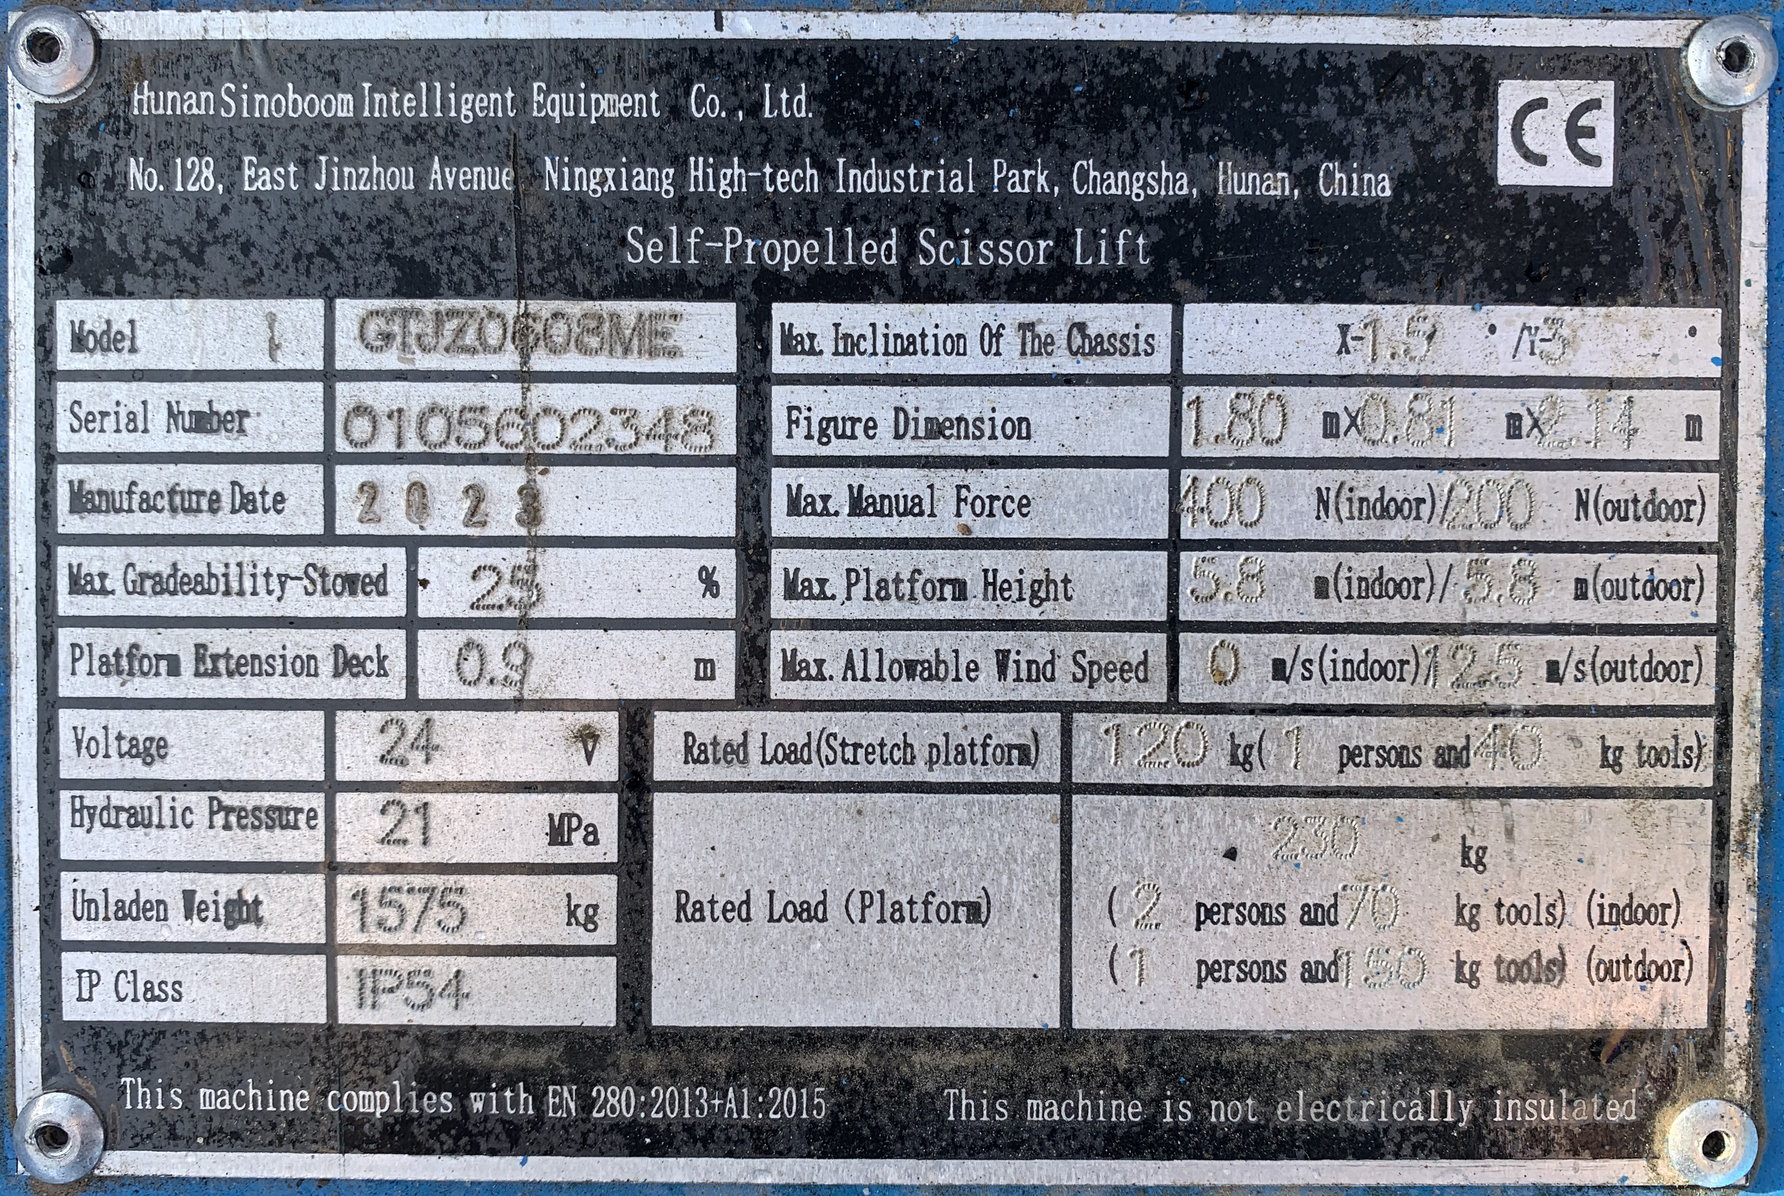 Hunan Sinoboom Intelligent Equipment Co., Ltd.
CE
No. 128, East Jinzhou Avenue Ningxiang High-tech Industrial Park, Changsha, Hunan, China
Self-Propelled Scissor Lift
Model GTJZ0608ME
Serial Number 0105602348
Manufacture Date 2023
Max. Gradeability-Stowed 25 %
Platform Extension Deck 0.9 m
Voltage 24 V
Hydraulic Pressure 21 MPa
Unladen Weight 1575 kg
IP Class IP54
Max. Inclination Of The Chassis X-1.5 ° /Y-3 °
Figure Dimension 1.80 m×0.81 m×2.14 m
Max. Manual Force 400 N(indoor)/200 N(outdoor)
Max. Platform Height 5.8 m(indoor)/ 5.8 m(outdoor)
Max. Allowable Wind Speed 0 m/s(indoor)/12.5 m/s(outdoor)
Rated Load(Stretch platform) 120 kg( 1 persons and 40 kg tools)
Rated Load (Platform) 230 kg
( 2 persons and 70 kg tools) (indoor)
( 1 persons and 150 kg tools) (outdoor)
This machine complies with EN 280:2013+A1:2015
This machine is not electrically insulated